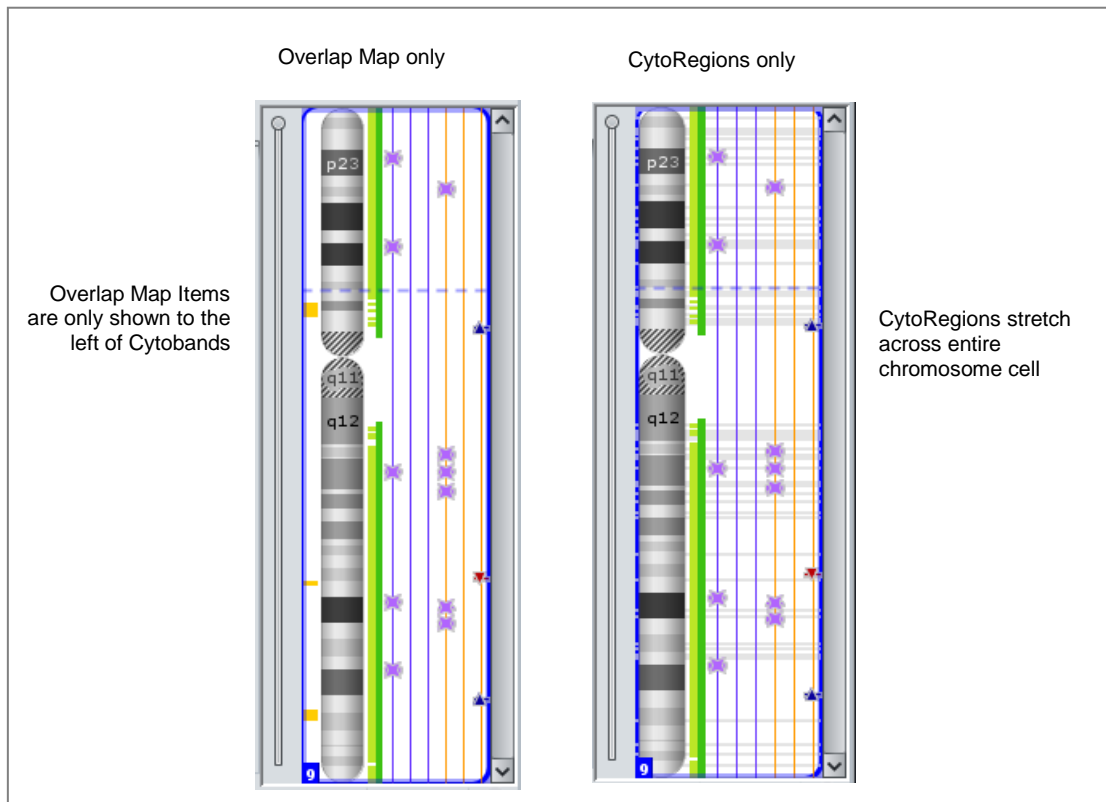 Overlap Map only
CytoRegions only
Overlap Map Items
are only shown to the
left of Cytobands
p23
q11
q12
9
p23
q11
q12
9
CytoRegions stretch
across entire
chromosome cell